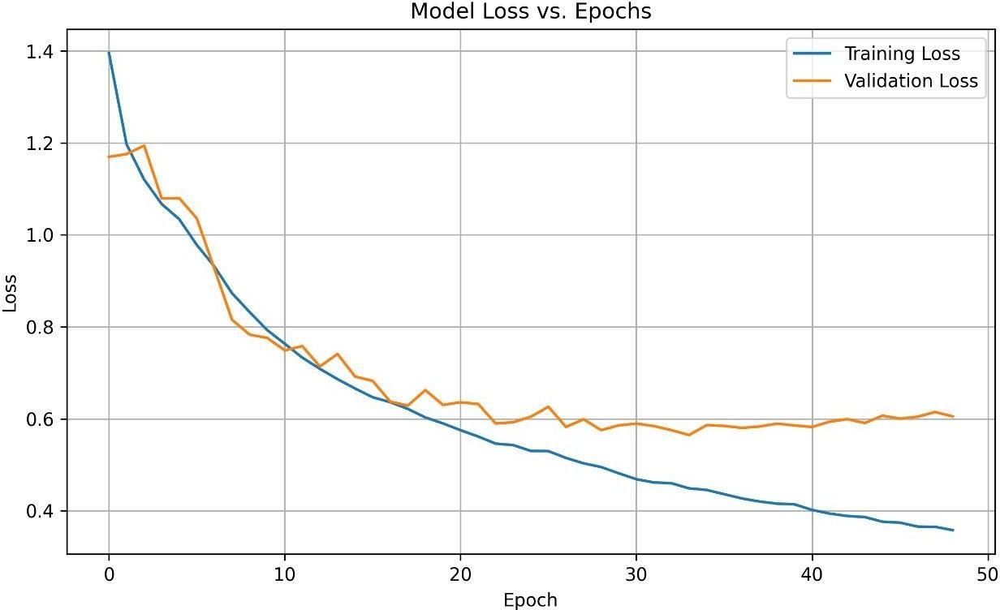 Model Loss vs. Epochs
Training Loss
Validation Loss
1.4
1.2
1.0
0.8
0.6
0.4
Loss
0
10
20
30
40
50
Epoch